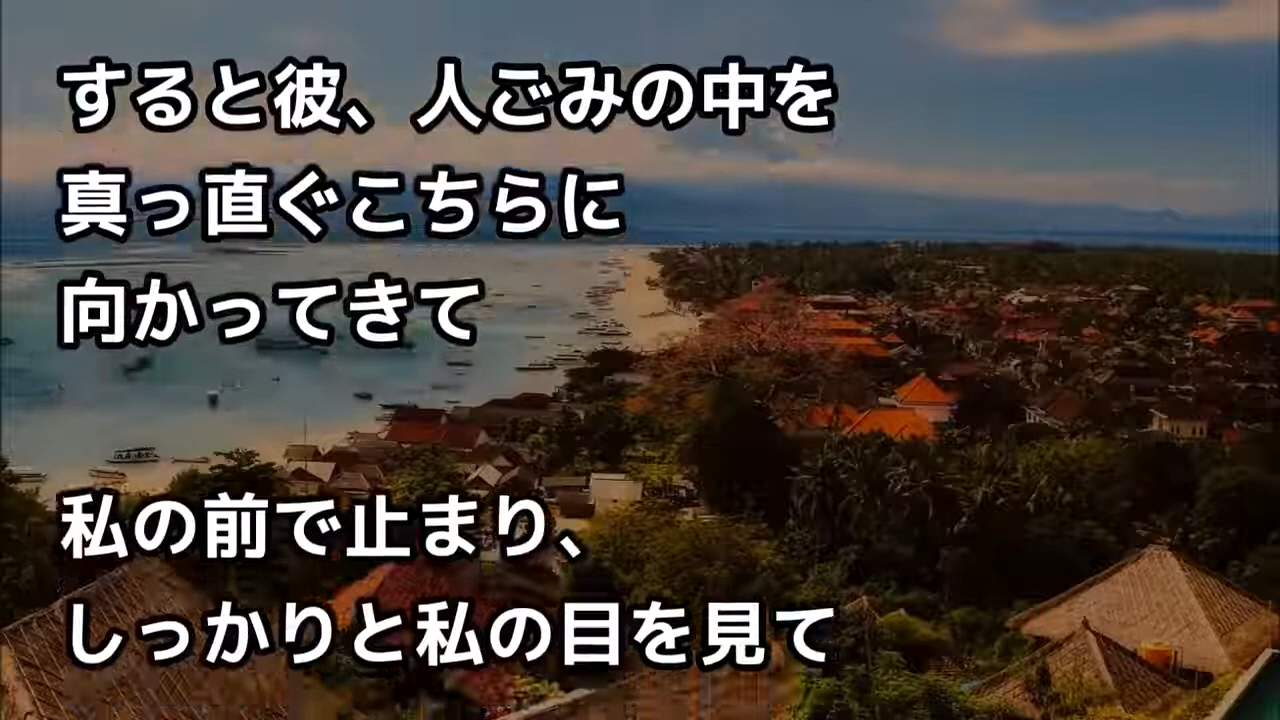 すると彼、人ごみの中を
真っ直ぐこちらに
向かってきて
私の前で止まり、
しっかりと私の目を見て